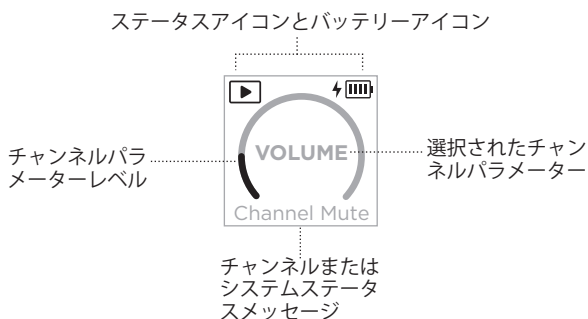 ステータスアイコンとバッテリーアイコン
VOLUME
チャンネルパラ
メーターレベル
選択されたチャン
ネルパラメーター
Channel Mute
チャンネルまたは
システムステータ
スメッセージ